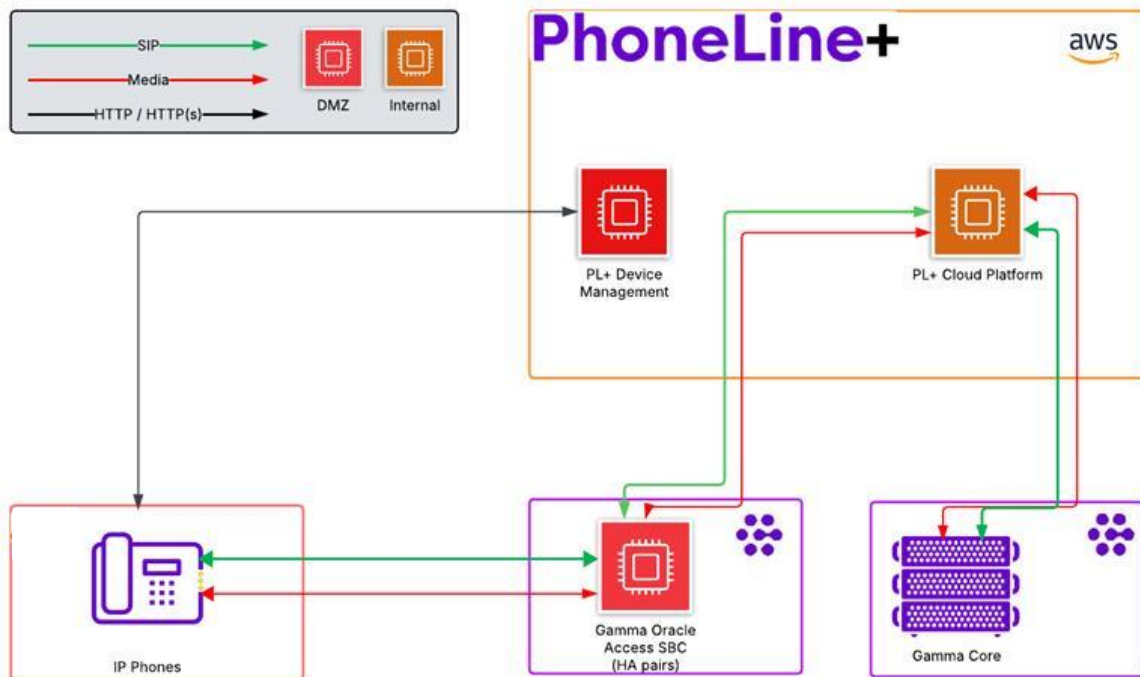 SIP
Media
HTTP / HTTP(s)
DMZ
Internal
PhoneLine+
aws
PL+ Device
Management
PL+ Cloud Platform
IP Phones
Gamma Oracle
Access SBC
(HA pairs)
Gamma Core